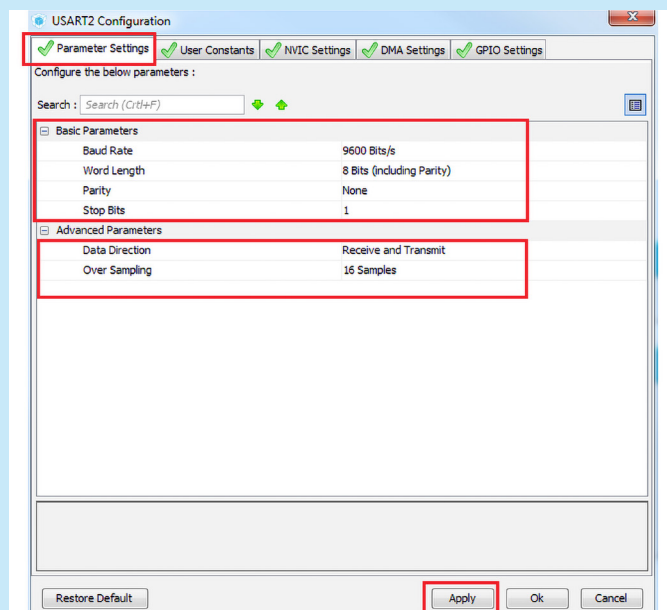 USART2 Configuration
Parameter Settings User Constants NVIC Settings DMA Settings GPIO Settings
Configure the below parameters :
Search : Search (Crtl+F)
Basic Parameters
Baud Rate 9600 Bits/s
Word Length 8 Bits (including Parity)
Parity None
Stop Bits 1
Advanced Parameters
Data Direction Receive and Transmit
Over Sampling 16 Samples
Restore Default Apply Ok Cancel